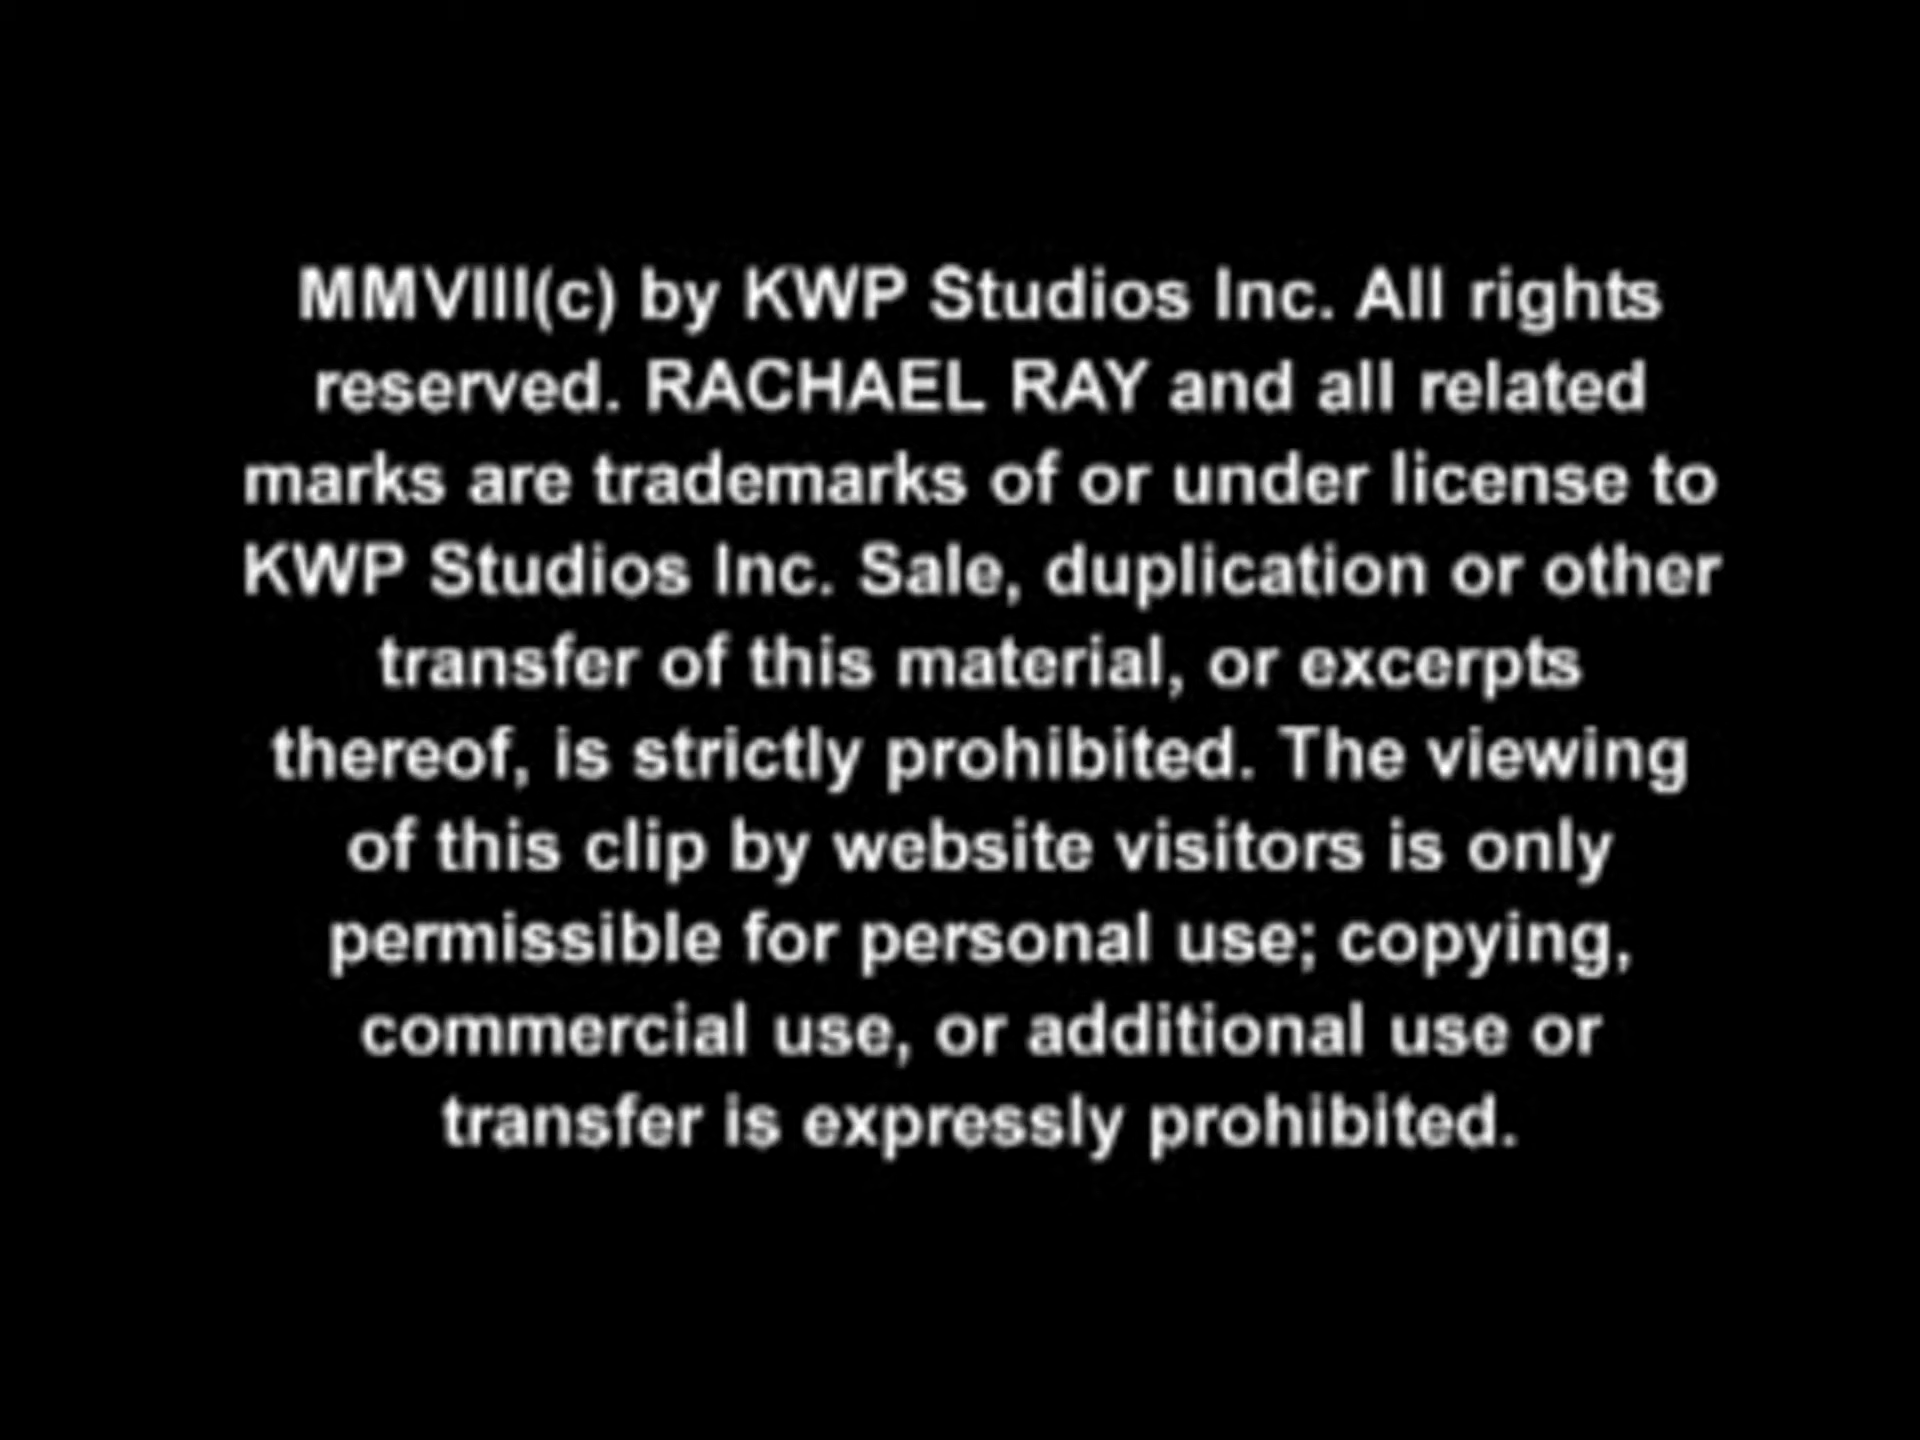 MMVIII(c) by KWP Studios Inc. All rights
reserved. RACHAEL RAY and all related
marks are trademarks of or under license to
KWP Studios Inc. Sale, duplication or other
transfer of this material, or excerpts
thereof, is strictly prohibited. The viewing
of this clip by website visitors is only
permissible for personal use; copying,
commercial use, or additional use or
transfer is expressly prohibited.